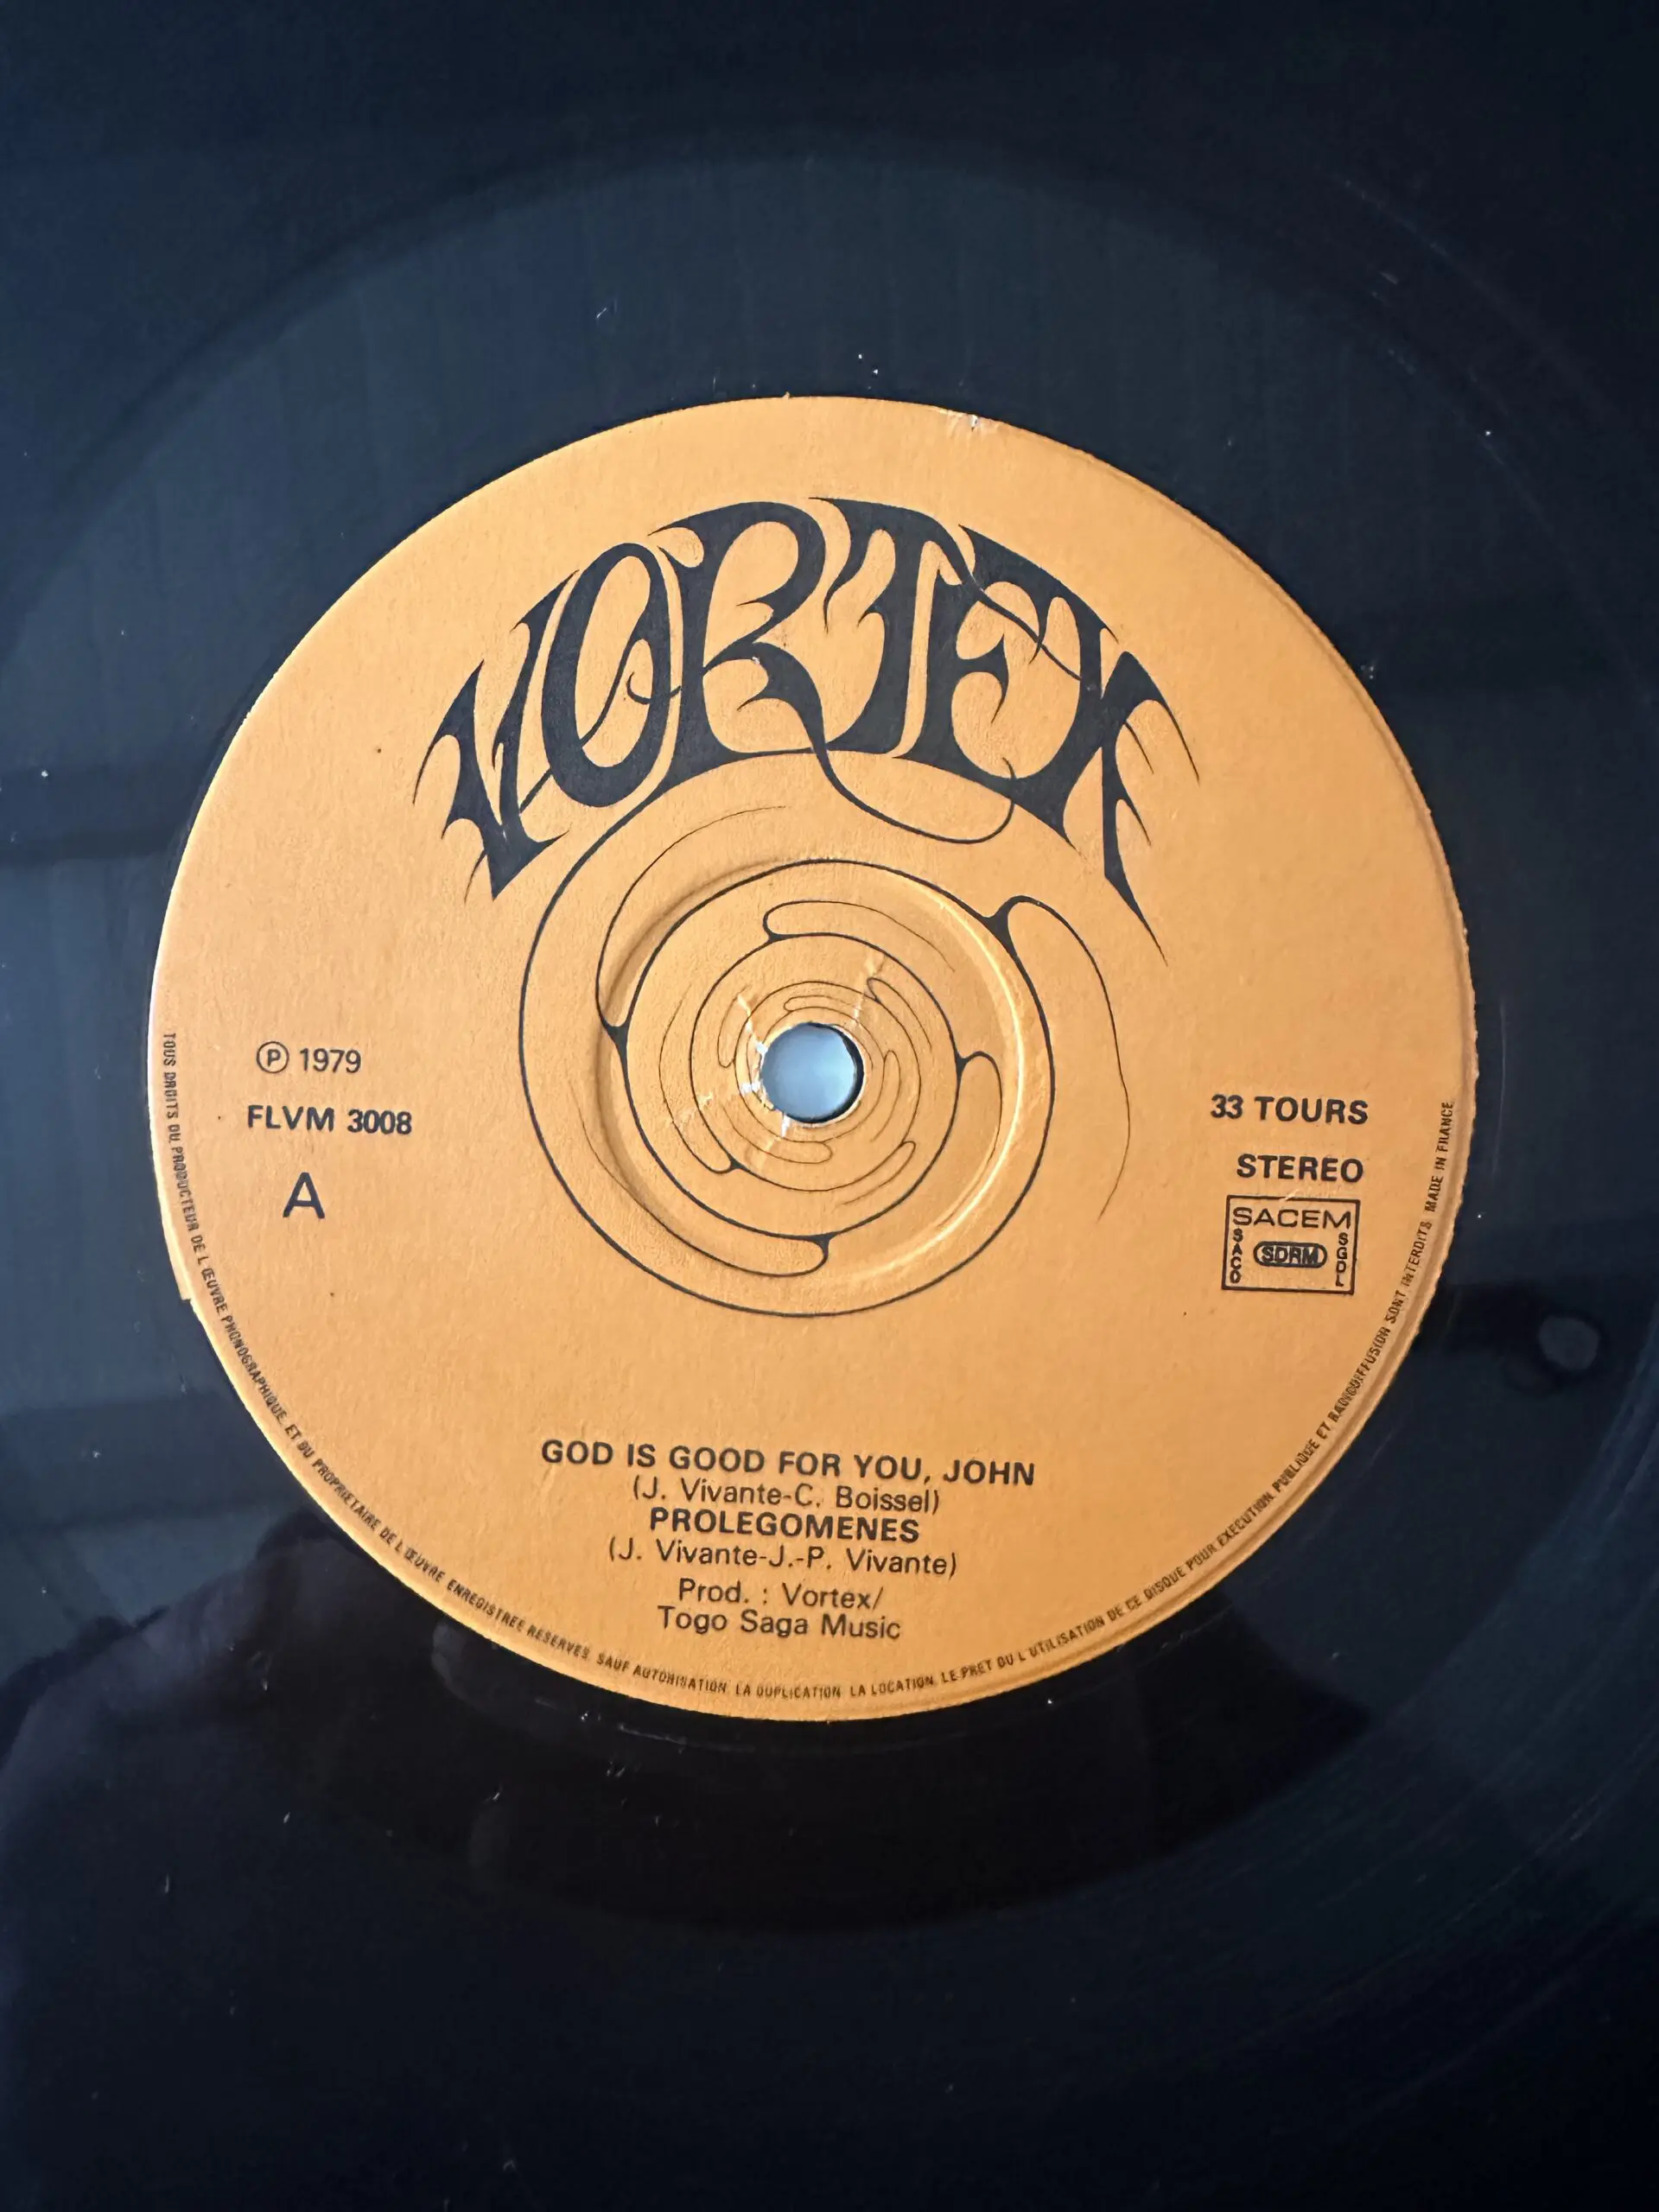 VORTEX
℗ 1979
FLVM 3008
A
33 TOURS
STEREO
SACEM
SACD
SDRM
SGDL
GOD IS GOOD FOR YOU, JOHN
(J. Vivante-C. Boissel)
PROLEGOMENES
(J. Vivante-J.-P. Vivante)
Prod. : Vortex/
Togo Saga Music
TOUS DROITS DU PRODUCTEUR DE L'ŒUVRE PHONOGRAPHIQUE ET DU PROPRIETAIRE DE L'ŒUVRE ENREGISTREE RESERVES. SAUF AUTORISATION LA DUPLICATION, LA LOCATION, LE PRET OU L'UTILISATION DE CE DISQUE POUR EXECUTION PUBLIQUE ET RADIODIFFUSION SONT INTERDITS. MADE IN FRANCE